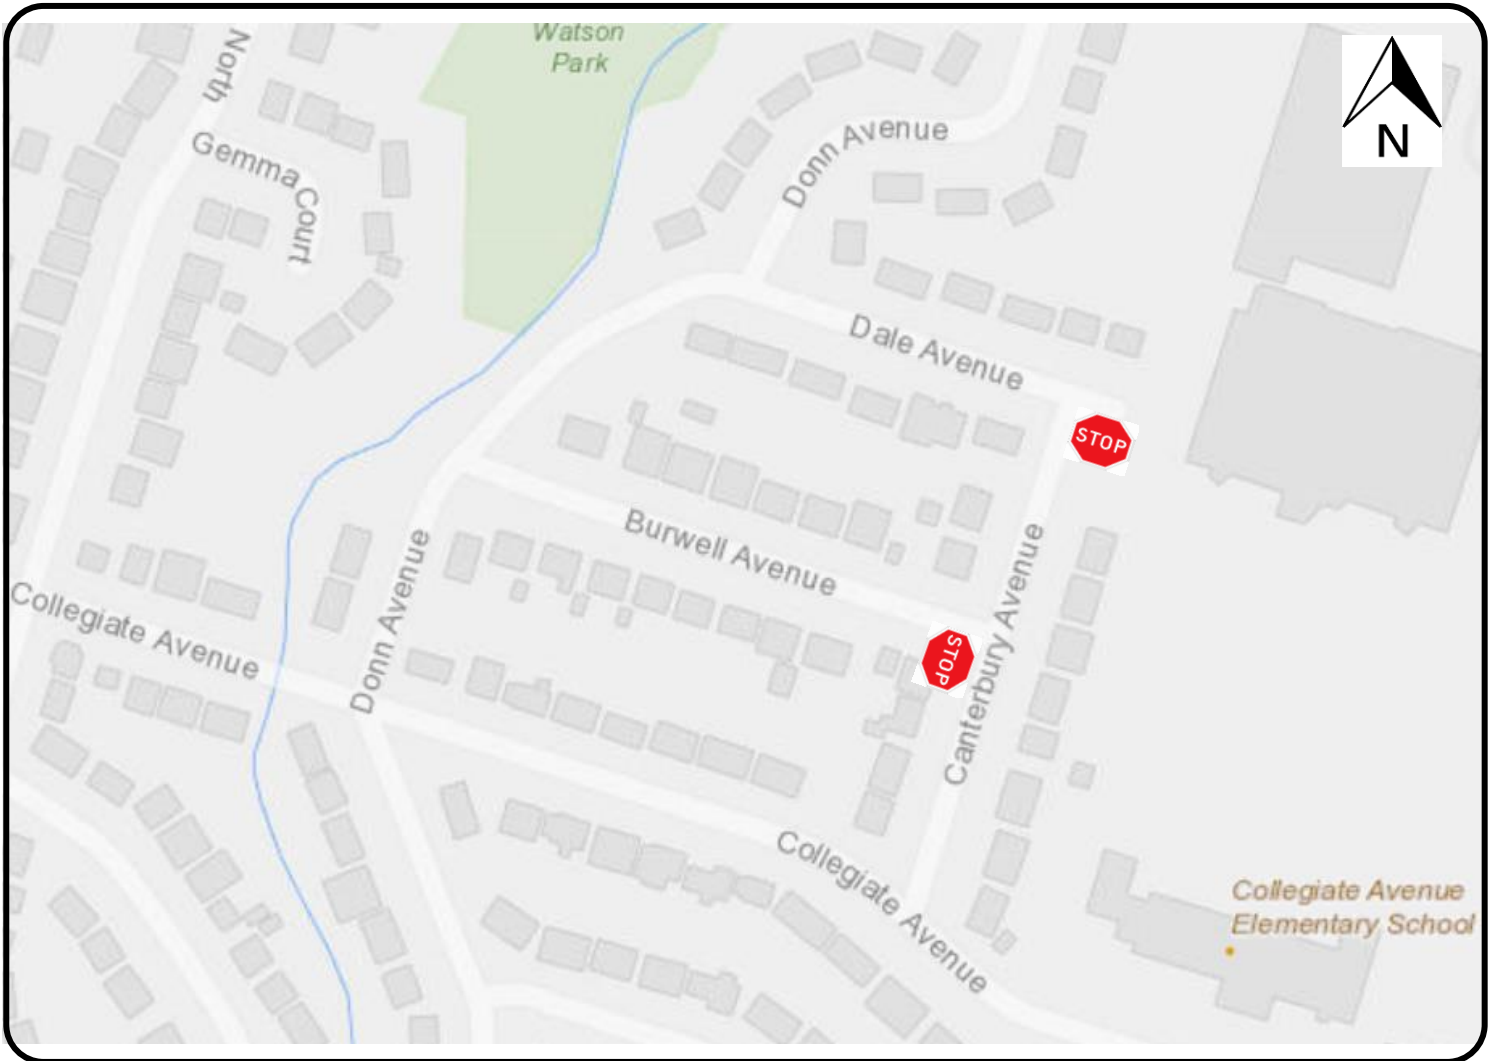 Watson
Park
North
N
Gemma Court
Donn Avenue
Dale Avenue
STOP
Burwell Avenue
Donn Avenue
Collegiate Avenue
STOP
Canterbury Avenue
Collegiate Avenue
Collegiate Avenue
Elementary School